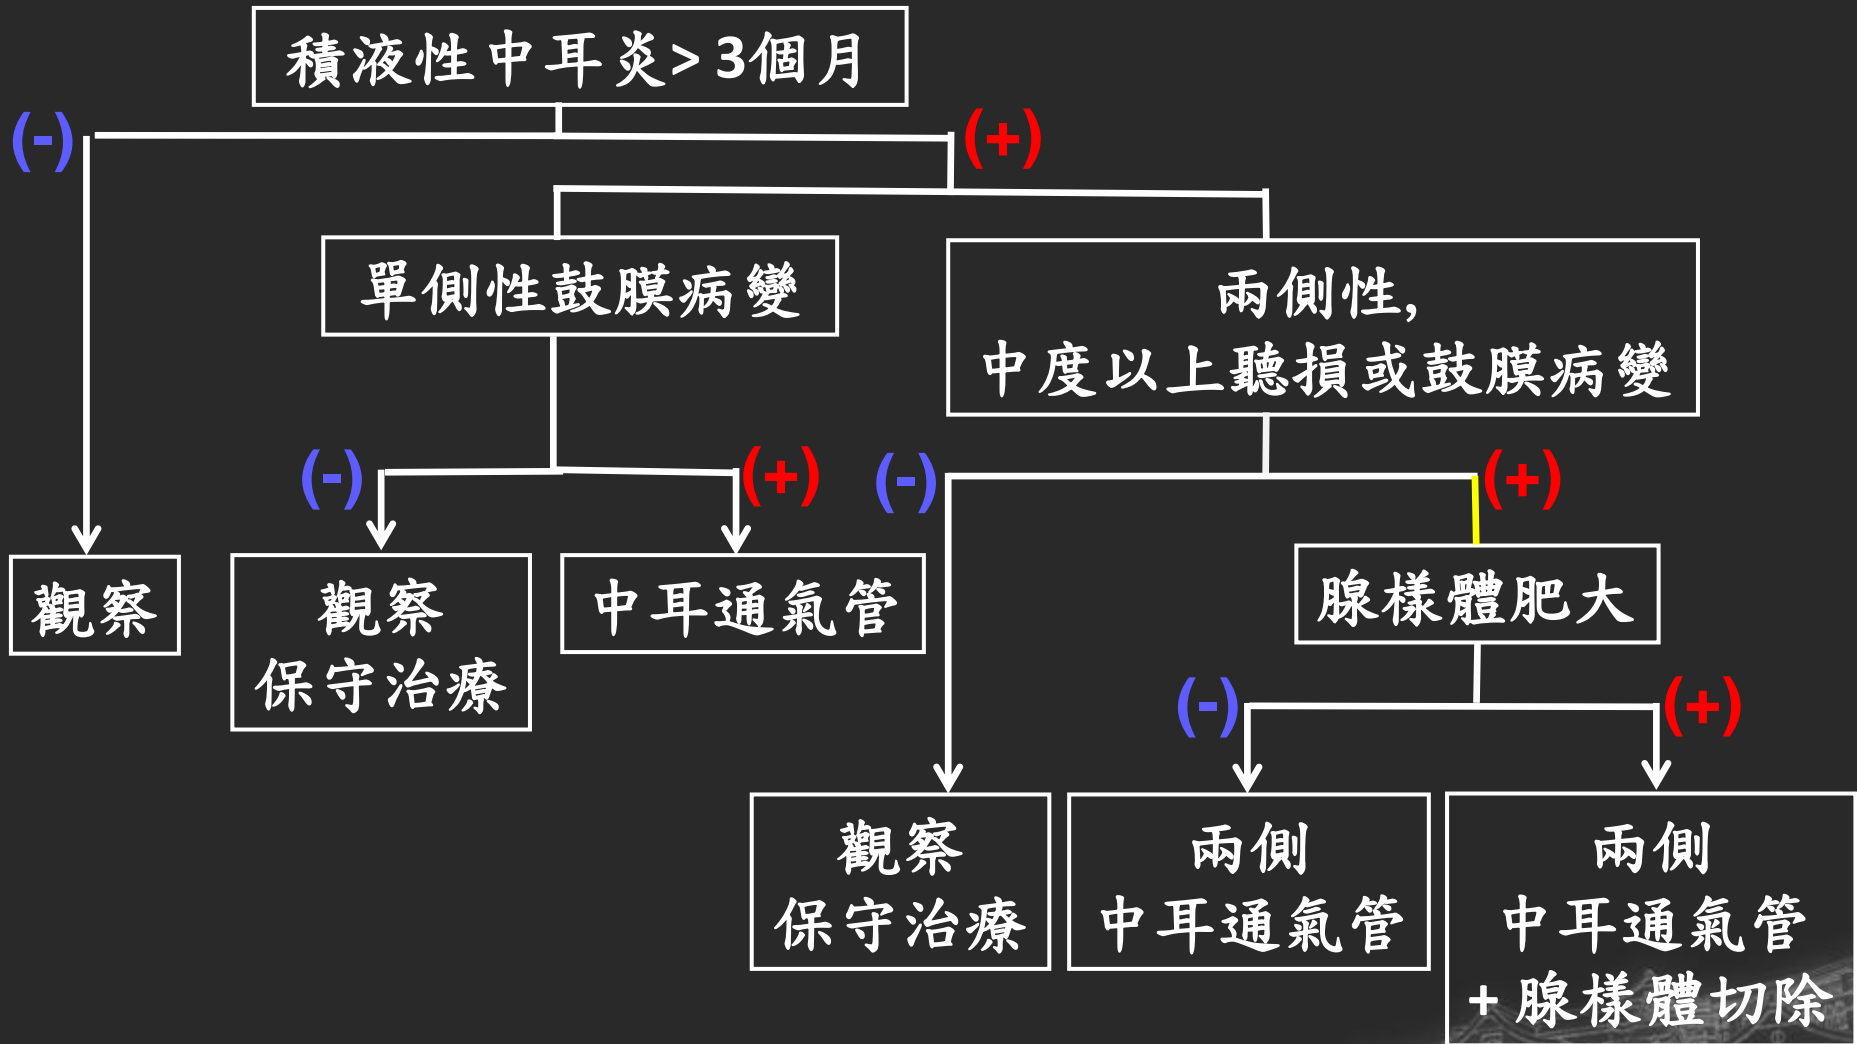 積液性中耳炎> 3個月
(-)
(+)
單側性鼓膜病變
兩側性,
中度以上聽損或鼓膜病變
(-)
(+)
(-)
(+)
觀察
觀察
保守治療
中耳通氣管
腺樣體肥大
(-)
(+)
觀察
保守治療
兩側
中耳通氣管
兩側
中耳通氣管
+ 腺樣體切除